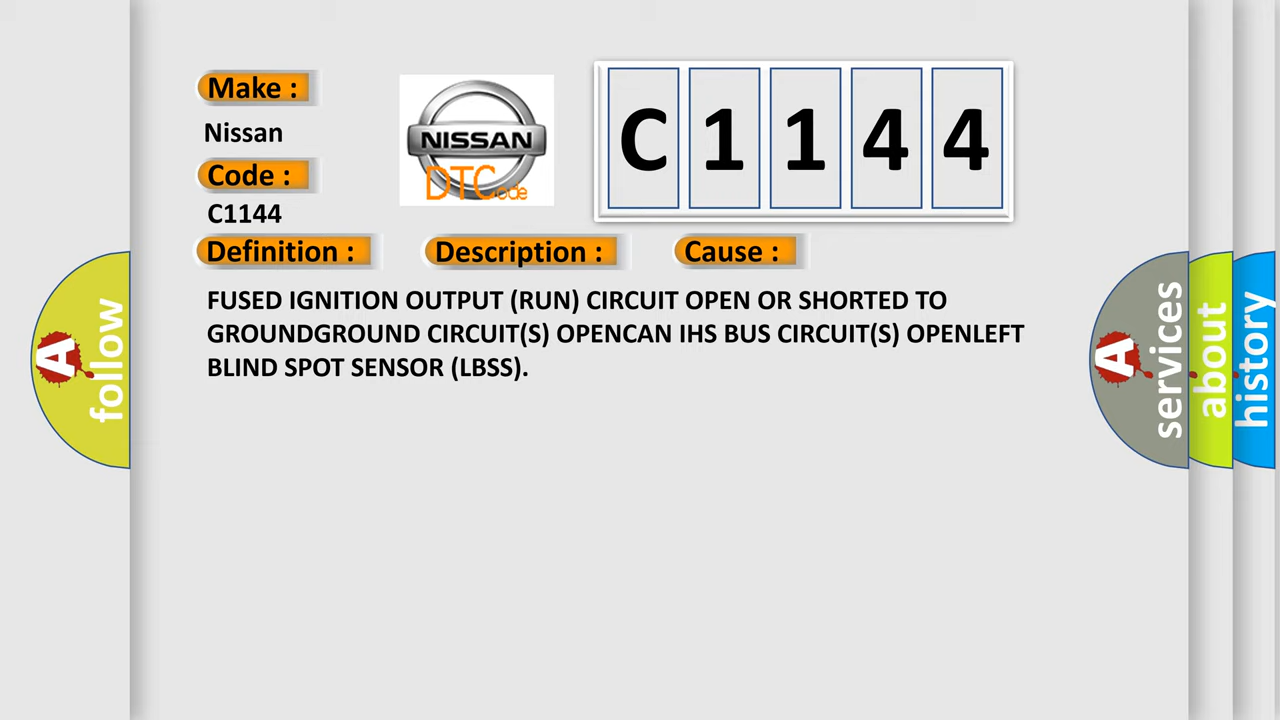 Make :
Nissan
Code :
C1144
NISSAN
DTCode
C 1 1 4 4
Definition :
Description :
Cause :
FUSED IGNITION OUTPUT (RUN) CIRCUIT OPEN OR SHORTED TO
GROUNDGROUND CIRCUIT(S) OPENCAN IHS BUS CIRCUIT(S) OPENLEFT
BLIND SPOT SENSOR (LBSS).
A
follow
A
services
about
history